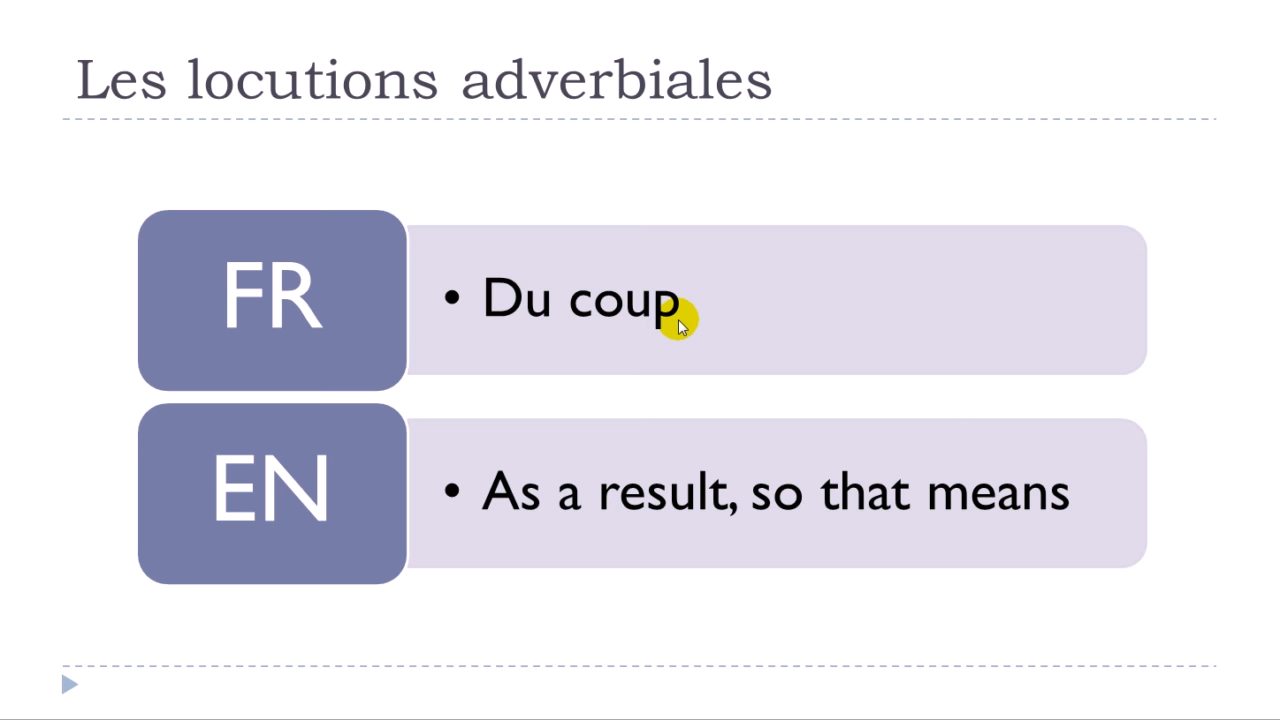 Les locutions adverbiales
FR
• Du coup
EN
• As a result, so that means